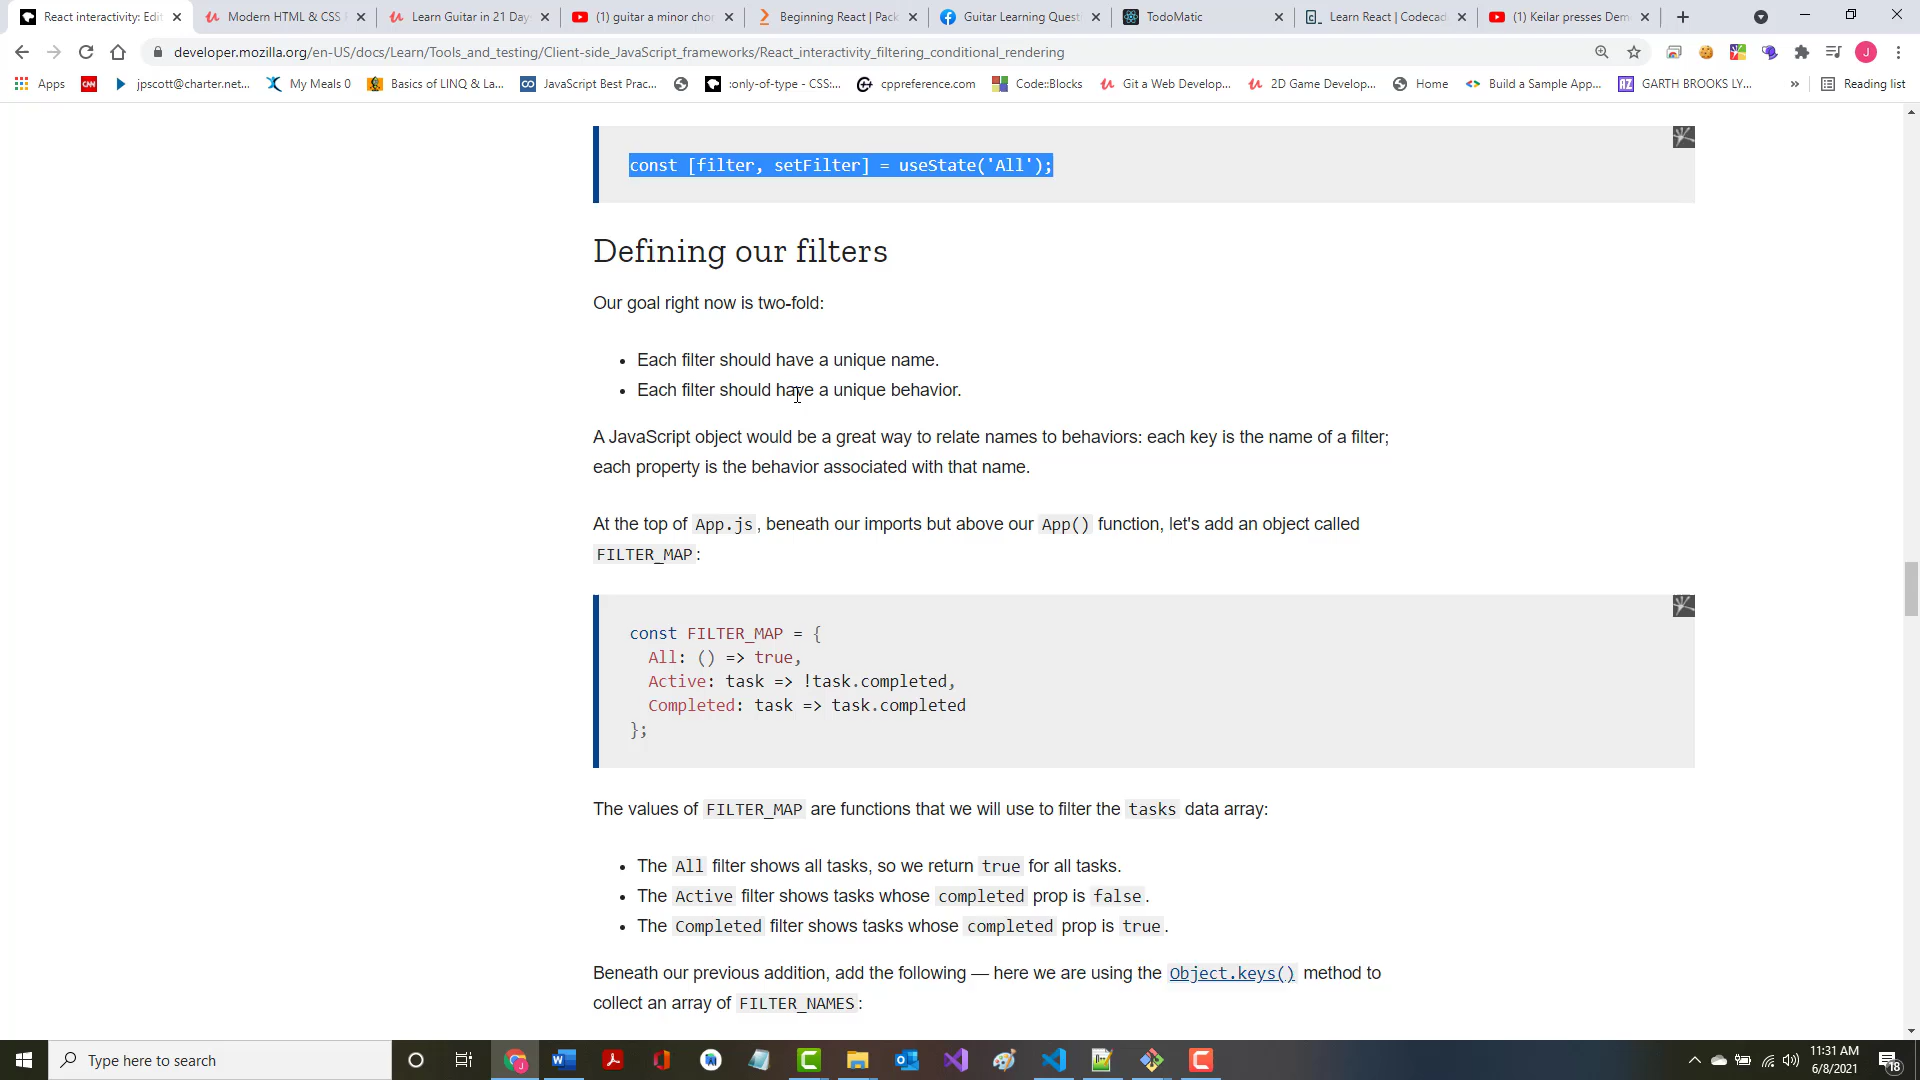 React interactivity: Edi
Modern HTML & CSS F
Learn Guitar in 21 Day
(1) guitar a minor chor
Beginning React | Pack
Guitar Learning Quest
TodoMatic
Learn React | Codecad
(1) Keilar presses Dem
developer.mozilla.org/en-US/docs/Learn/Tools_and_testing/Client-side_JavaScript_frameworks/React_interactivity_filtering_conditional_rendering
J
Apps
CNN
jpscott@charter.net...
My Meals 0
Basics of LINQ & La...
JavaScript Best Prac...
:only-of-type - CSS:...
cppreference.com
Code::Blocks
Git a Web Develop...
2D Game Develop...
Home
Build a Sample App...
AZ
GARTH BROOKS LY...
»
Reading list
const [filter, setFilter] = useState('All');
Defining our filters
Our goal right now is two-fold:
• Each filter should have a unique name.
• Each filter should have a unique behavior.
A JavaScript object would be a great way to relate names to behaviors: each key is the name of a filter;
each property is the behavior associated with that name.
At the top of App.js, beneath our imports but above our App() function, let's add an object called
FILTER_MAP:
const FILTER_MAP = {
All: () => true,
Active: task => !task.completed,
Completed: task => task.completed
};
The values of FILTER_MAP are functions that we will use to filter the tasks data array:
• The All filter shows all tasks, so we return true for all tasks.
• The Active filter shows tasks whose completed prop is false.
• The Completed filter shows tasks whose completed prop is true.
Beneath our previous addition, add the following — here we are using the Object.keys() method to
collect an array of FILTER_NAMES:
Type here to search
11:31 AM
6/8/2021
18